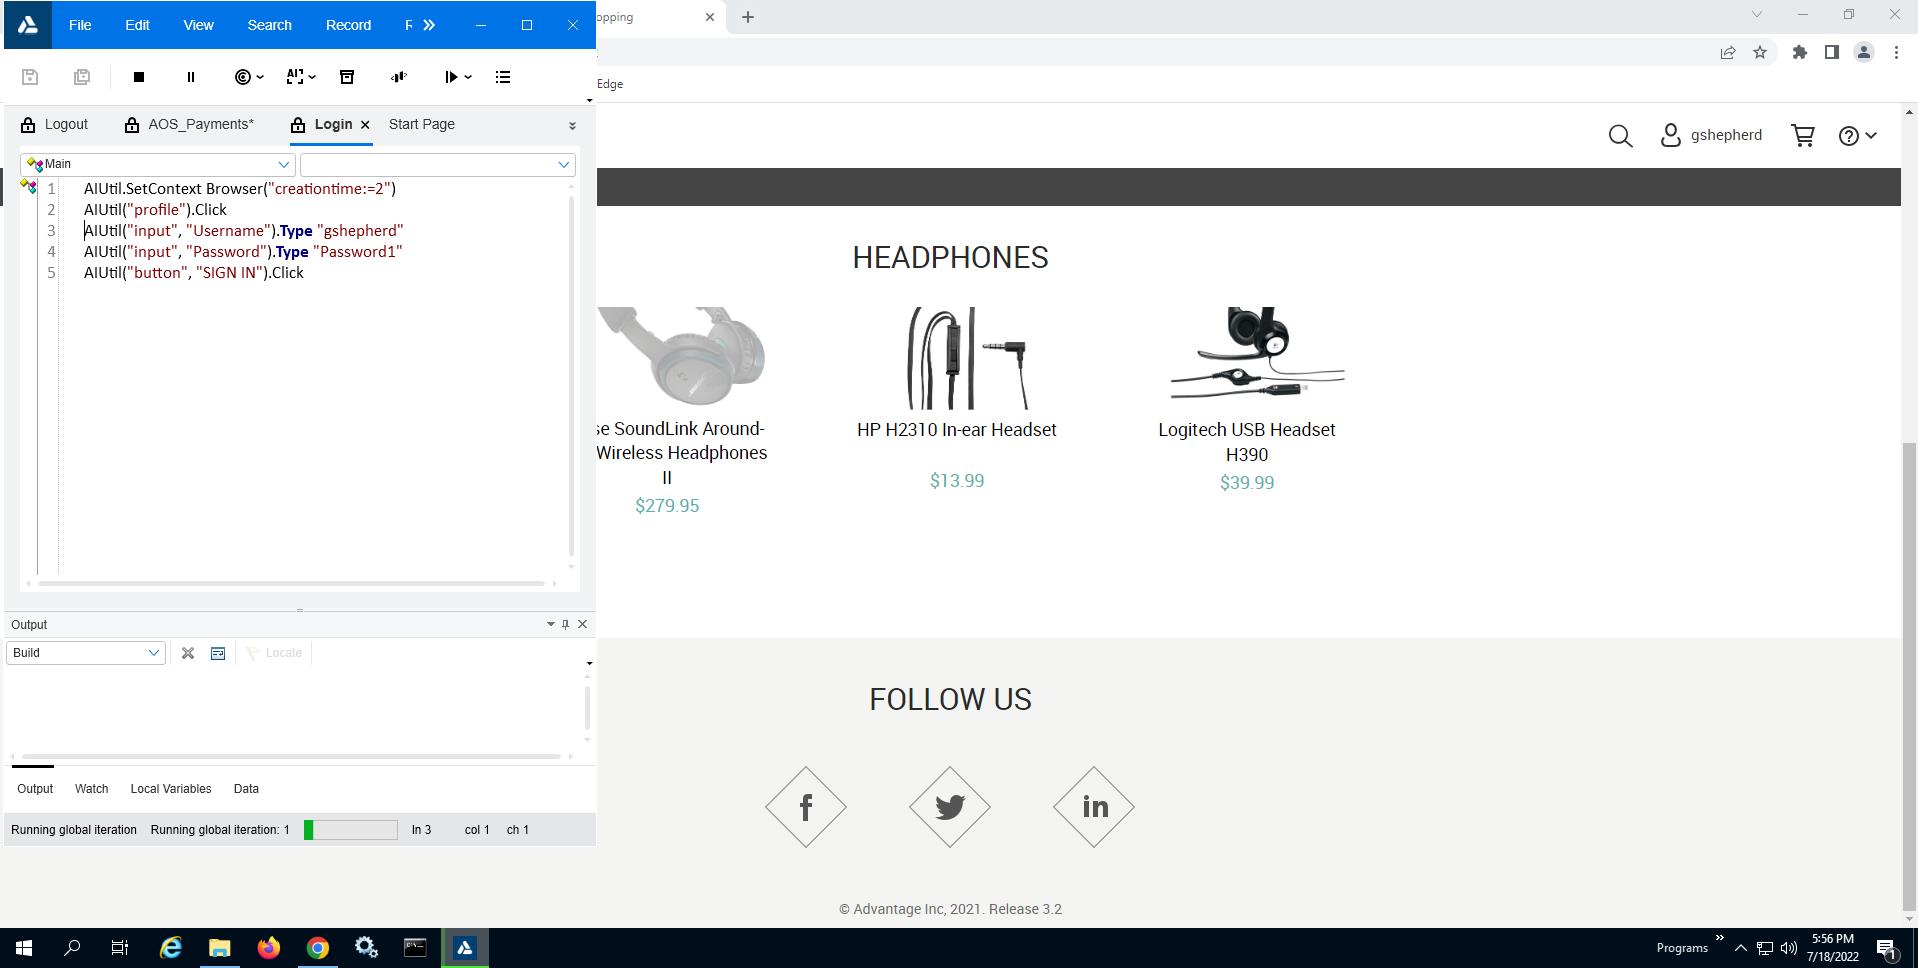 File Edit View Search Record
opping
Edge
Logout AOS_Payments* Login Start Page
Main
gshepherd
1 AIUtil.SetContext Browser("creationtime:=2")
2 AIUtil("profile").Click
3 AIUtil("input", "Username").Type "gshepherd"
4 AIUtil("input", "Password").Type "Password1"
5 AIUtil("button", "SIGN IN").Click
HEADPHONES
se SoundLink Around-
Wireless Headphones
II
$279.95
HP H2310 In-ear Headset
$13.99
Logitech USB Headset
H390
$39.99
Output
Build Locate
Output Watch Local Variables Data
Running global iteration Running global iteration: 1 ln 3 col 1 ch 1
FOLLOW US
f
in
© Advantage Inc, 2021. Release 3.2
Programs
5:56 PM
7/18/2022
1